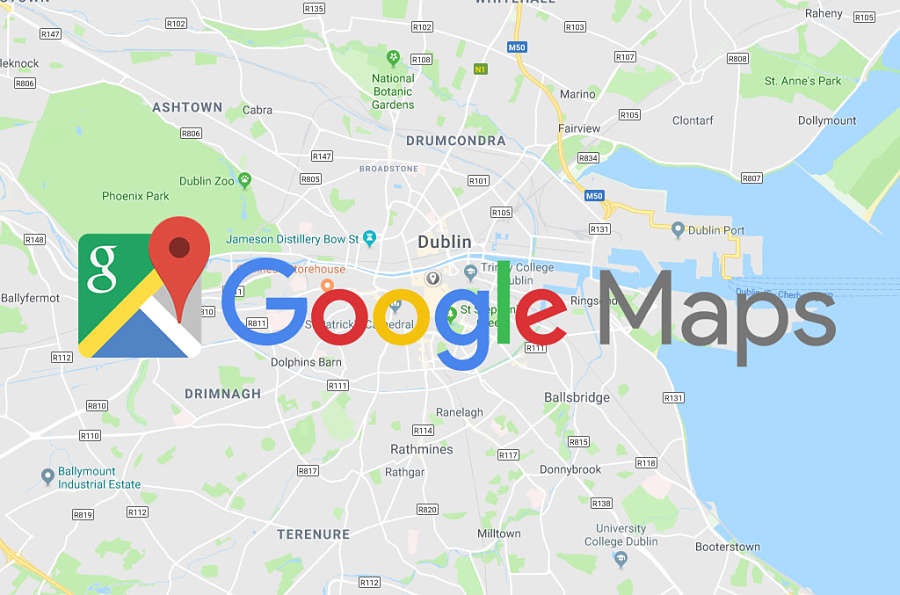 R135
WHITEHALL
R102
R103
Raheny
R105
R147
M50
R107
R808
R108
N1
R806
National
Botanic
Gardens
St. Anne's Park
Marino
ASHTOWN
Cabra
R105
Clontarf
Dollymount
R806
Fairview
DRUMCONDRA
R147
R834
BROADSTONE
Dublin Zoo
R805
R101
R807
Phoenix Park
M50
R105
R131
Dublin Port
R148
Jameson Distillery Bow St
Dublin
g
Trinity College
Dublin
Ballyfermot
Google Maps
R811
R112
Dolphins Barn
R111
R111
DRIMNAGH
R131
R810
Ballsbridge
Ranelagh
R110
R114
R815
Rathmines
R117
R118
Ballymount
Industrial Estate
R817
Rathgar
Donnybrook
R138
R819
R112
R820
TERENURE
Milltown
University
College Dublin
Booterstown
R112